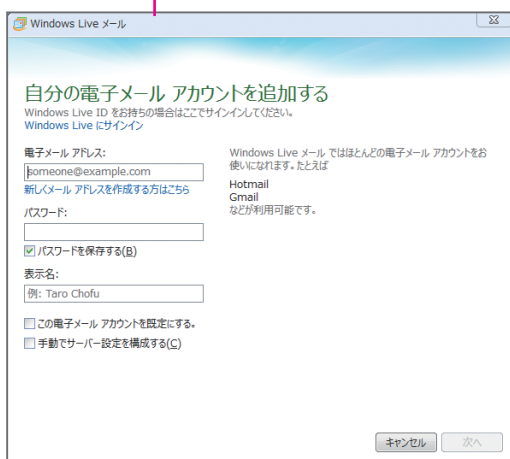 Windows Live メール
自分の電子メール アカウントを追加する
Windows Live ID をお持ちの場合はここでサインインしてください。
Windows Live にサインイン
電子メール アドレス:
someone@example.com
新しくメール アドレスを作成する方はこちら
パスワード:
パスワードを保存する(B)
表示名:
例: Taro Chofu
この電子メール アカウントを既定にする。
手動でサーバー設定を構成する(C)
Windows Live メール ではほとんどの電子メール アカウントをお
使いになれます。たとえば
Hotmail
Gmail
などが利用可能です。
キャンセル
次へ